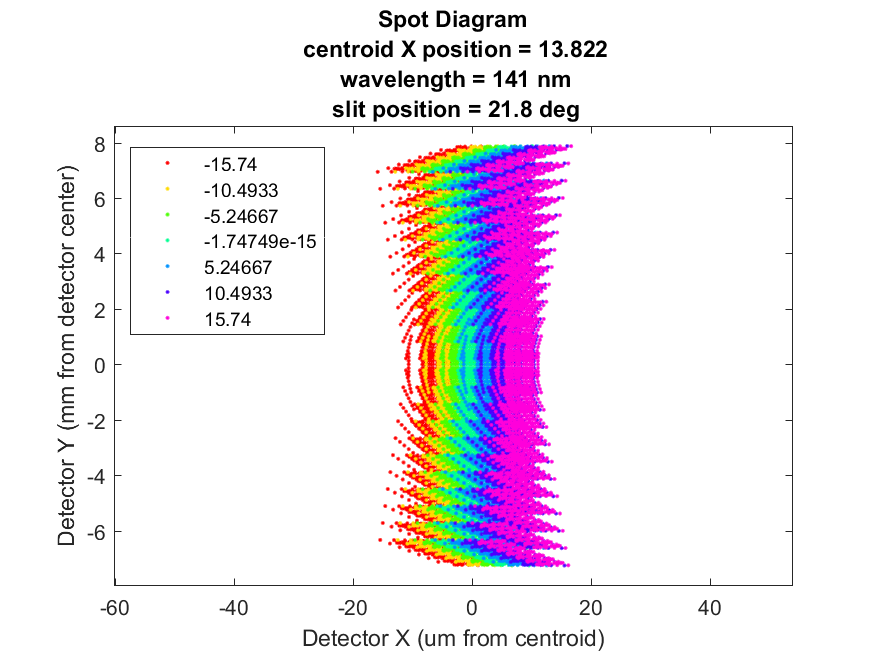 Spot Diagram
centroid X position = 13.822
wavelength = 141 nm
slit position = 21.8 deg
8
6
4
2
0
-2
-4
-6
Detector Y (mm from detector center)
-15.74
-10.4933
-5.24667
-1.74749e-15
5.24667
10.4933
15.74
-60
-40
-20
0
20
40
Detector X (um from centroid)